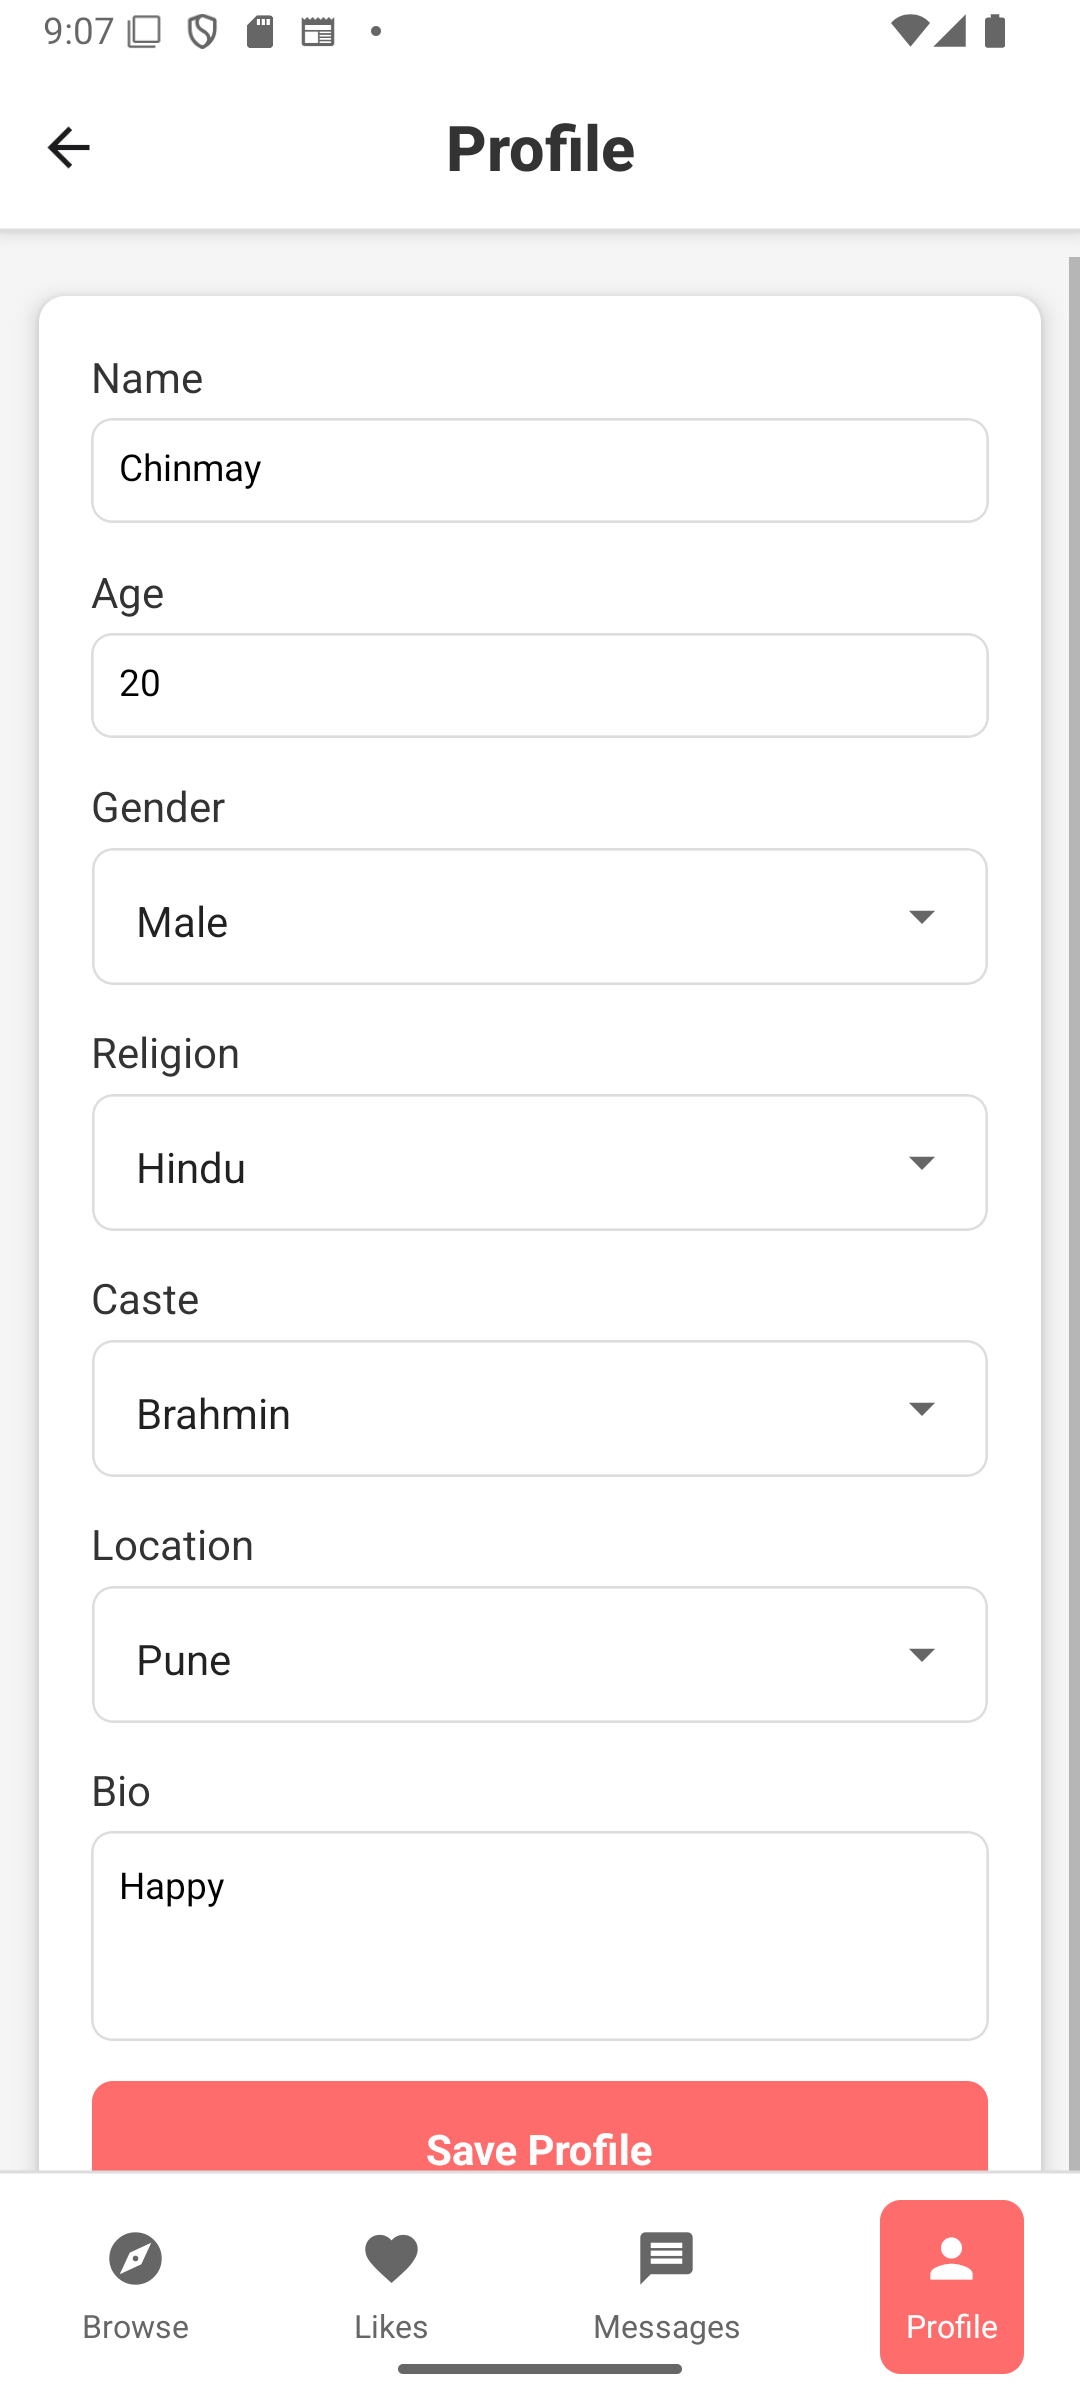 9:07
Profile
Name
Chinmay
Age
20
Gender
Male
Religion
Hindu
Caste
Brahmin
Location
Pune
Bio
Happy
Save Profile
Browse
Likes
Messages
Profile